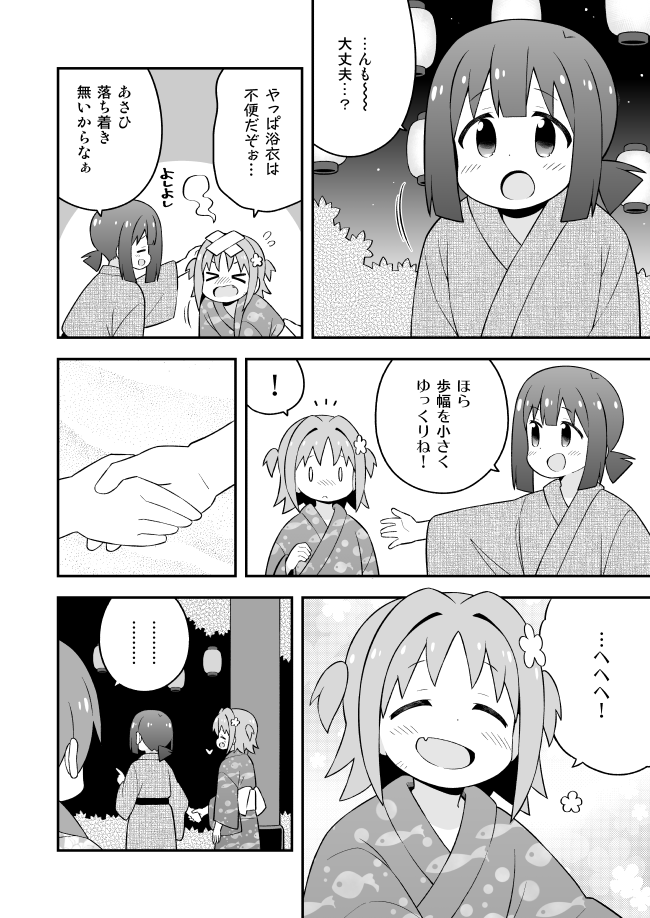 …んも〜〜
大丈夫…？
やっぱ浴衣は
不便だぞぉ…
よしよし
あさひ
落ち着き
無いからなぁ
ほら
歩幅を小さく
ゆっくりね！
！
…へへへ！
…………